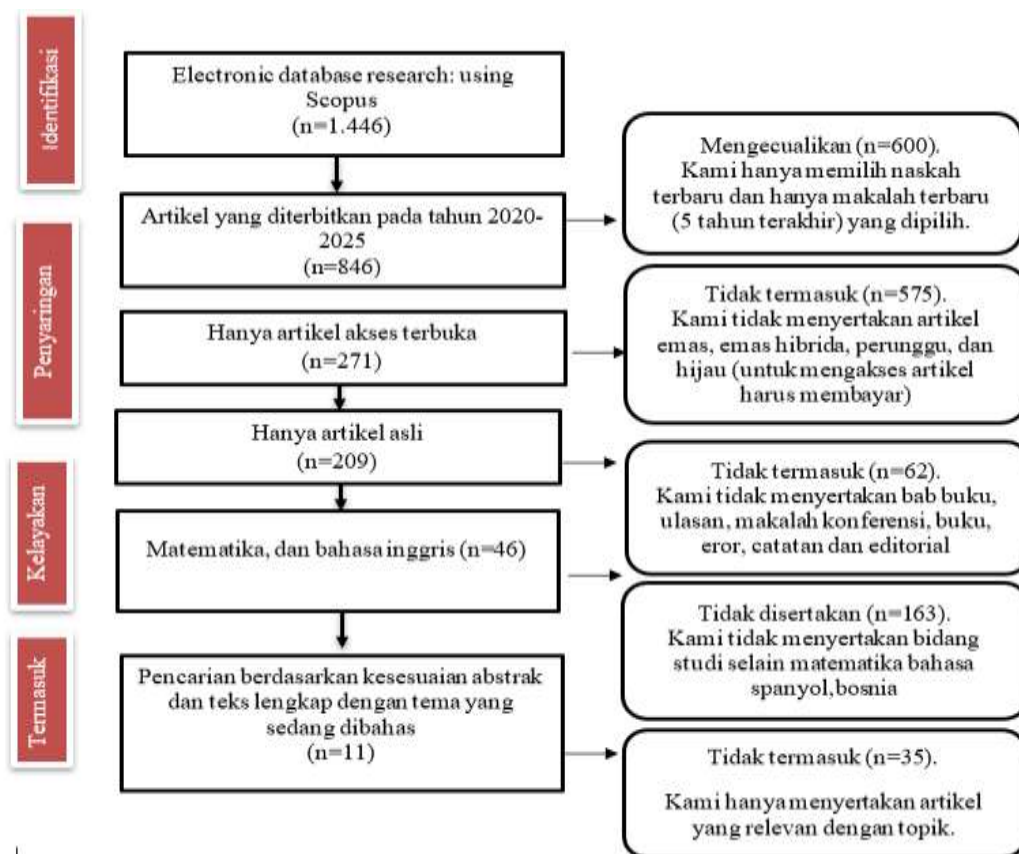 Identifikasi
Electronic database research: using
Scopus
(n=1.446)
Mengecualikan (n=600).
Kami hanya memilih naskah
terbaru dan hanya makalah terbaru
(5 tahun terakhir) yang dipilih.
Penyaringan
Artikel yang diterbitkan pada tahun 2020-
2025
(n=846)
Hanya artikel akses terbuka
(n=271)
Tidak termasuk (n=575).
Kami tidak menyertakan artikel
emas, emas hibrida, perunggu, dan
hijau (untuk mengakses artikel
harus membayar)
Hanya artikel asli
(n=209)
Kelayakan
Tidak termasuk (n=62).
Kami tidak menyertakan bab buku,
ulasan, makalah konferensi, buku,
eror, catatan dan editorial
Matematika, dan bahasa inggris (n=46)
Tidak disertakan (n=163).
Kami tidak menyertakan bidang
studi selain matematika bahasa
spanyol,bosnia
Termasuk
Pencarian berdasarkan kesesuaian abstrak
dan teks lengkap dengan tema yang
sedang dibahas
(n=11)
Tidak termasuk (n=35).
Kami hanya menyertakan artikel
yang relevan dengan topik.